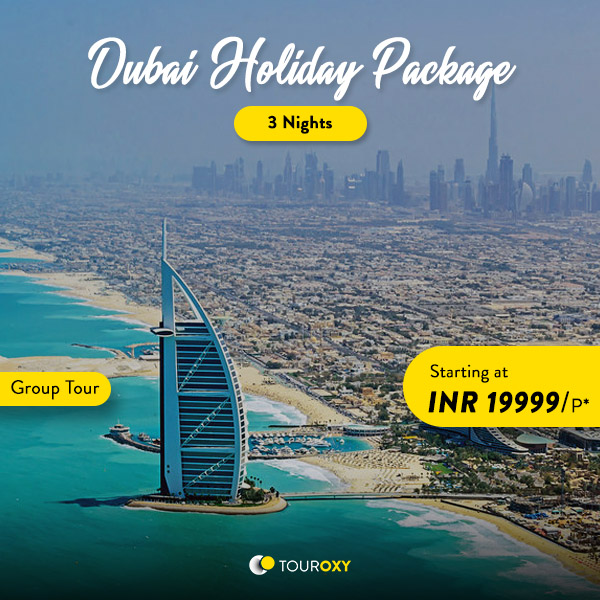 Dubai Holiday Package
3 Nights
Group Tour
Starting at
INR 19999/P*
TOUROXY